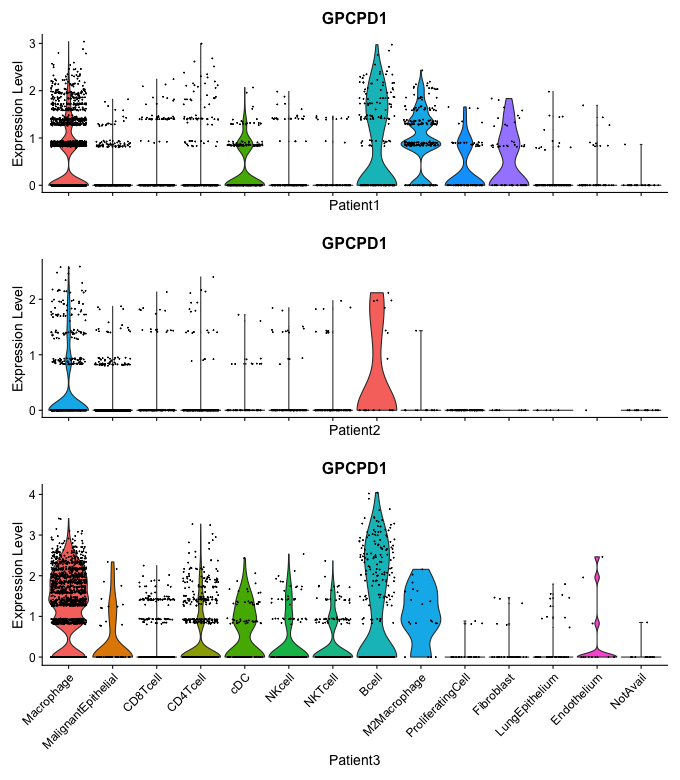 GPCPD1
Expression Level
3
2
1
0
Patient1
GPCPD1
Expression Level
2
1
0
Patient2
GPCPD1
Expression Level
4
3
2
1
0
Macrophage
MalignantEpithelial
CD8Tcell
CD4Tcell
cDC
NKcell
NKTcell
Bcell
M2Macrophage
ProliferatingCell
Fibroblast
LungEpithelium
Endothelium
NotAvail
Patient3